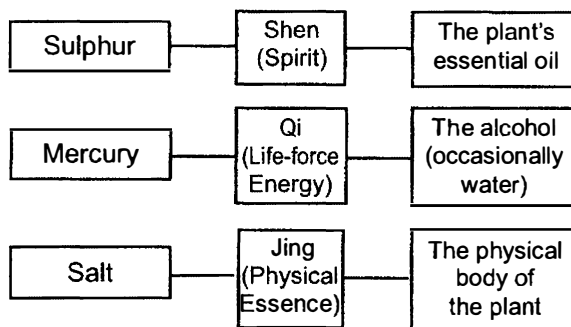 Sulphur
Shen
(Spirit)
The plant's
essential oil
Mercury
Qi
(Life-force
Energy)
The alcohol
(occasionally
water)
Salt
Jing
(Physical
Essence)
The physical
body of
the plant